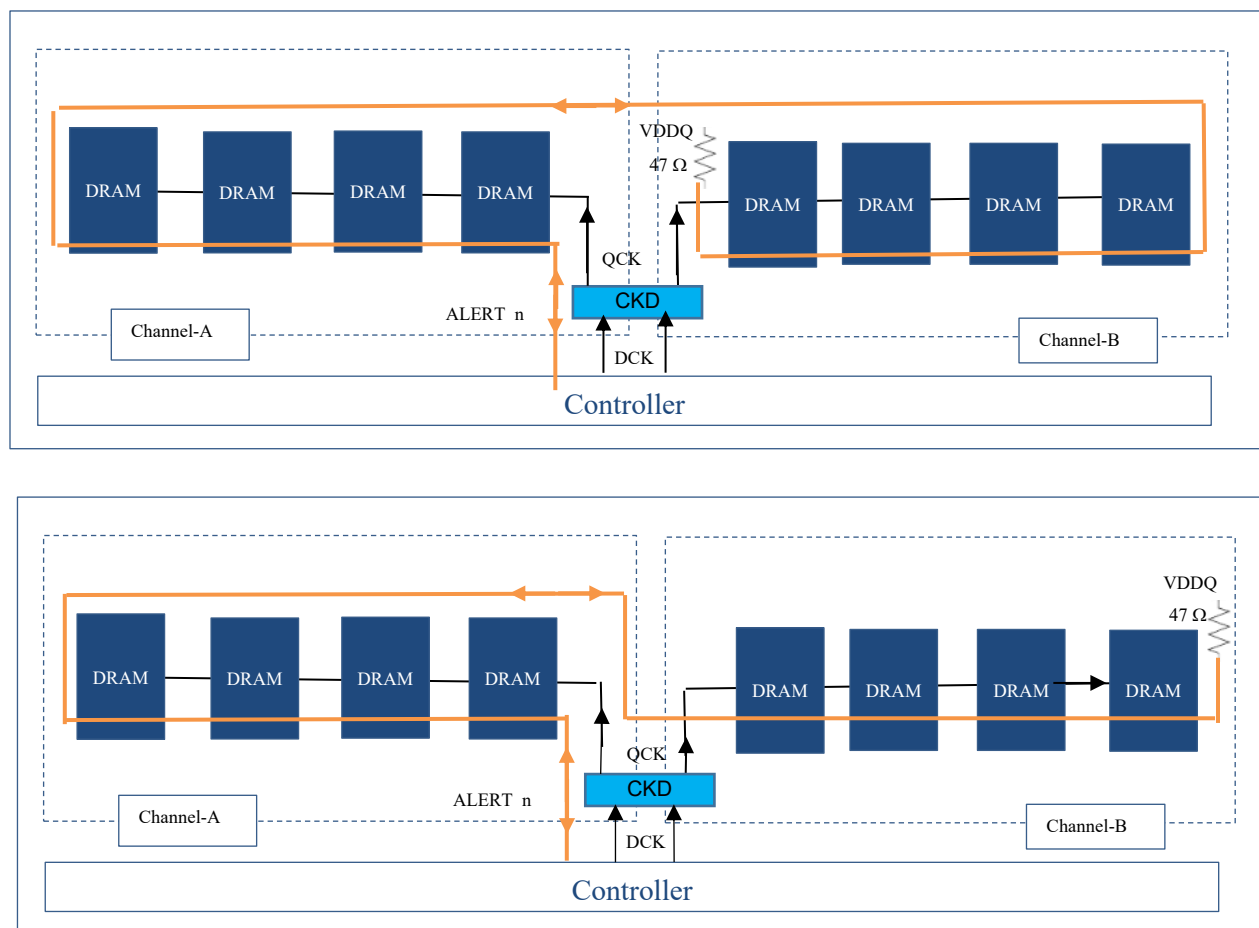 VDDQ
47 Ω
DRAM
DRAM
DRAM
DRAM
DRAM
DRAM
DRAM
DRAM
QCK
CKD
ALERT n
Channel-A
Channel-B
DCK
Controller
VDDQ
47 Ω
DRAM
DRAM
DRAM
DRAM
DRAM
DRAM
DRAM
DRAM
QCK
CKD
ALERT n
Channel-A
Channel-B
DCK
Controller